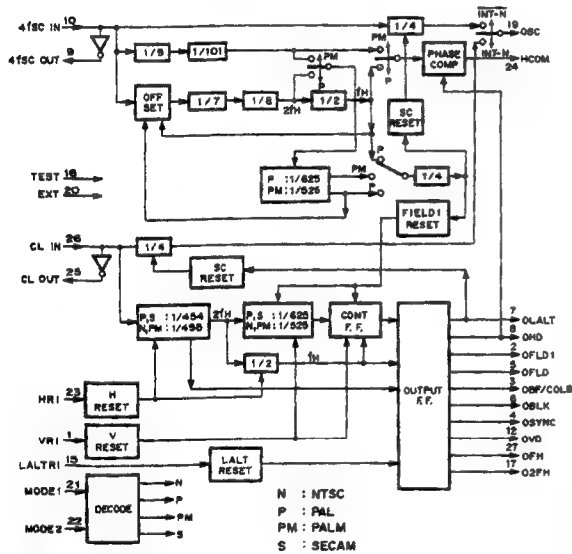 4fSC IN 10
1/4
INT-N
19 OSC
INT-N
4fSC OUT 9
1/5
1/101
PM
PM
P
P
PHASE COMP
24 HCOM
OFF SET
1/7
1/8
2fH
1/2
fH
SC RESET
TEST 16
EXT 20
P : 1/625
PM : 1/525
PM
P
P
1/4
FIELD1 RESET
CL IN 26
1/4
CL OUT 25
SC RESET
P,S : 1/454
N,PM : 1/455
2fH
P,S : 1/625
N,PM : 1/525
CONT F.F.
1/2
fH
OUTPUT F.F.
7 OLALT
8 OHD
2 OFLD1
OFLD
3 OBF/COLB
6 OBLK
4 OSYNC
12 OVD
27 OFH
17 O2FH
HRI 23
H RESET
VRI 1
V RESET
LALTRI 15
LALT RESET
MODE1 21
MODE2 22
DECODE
N
P
PM
S
N : NTSC
P : PAL
PM : PALM
S : SECAM